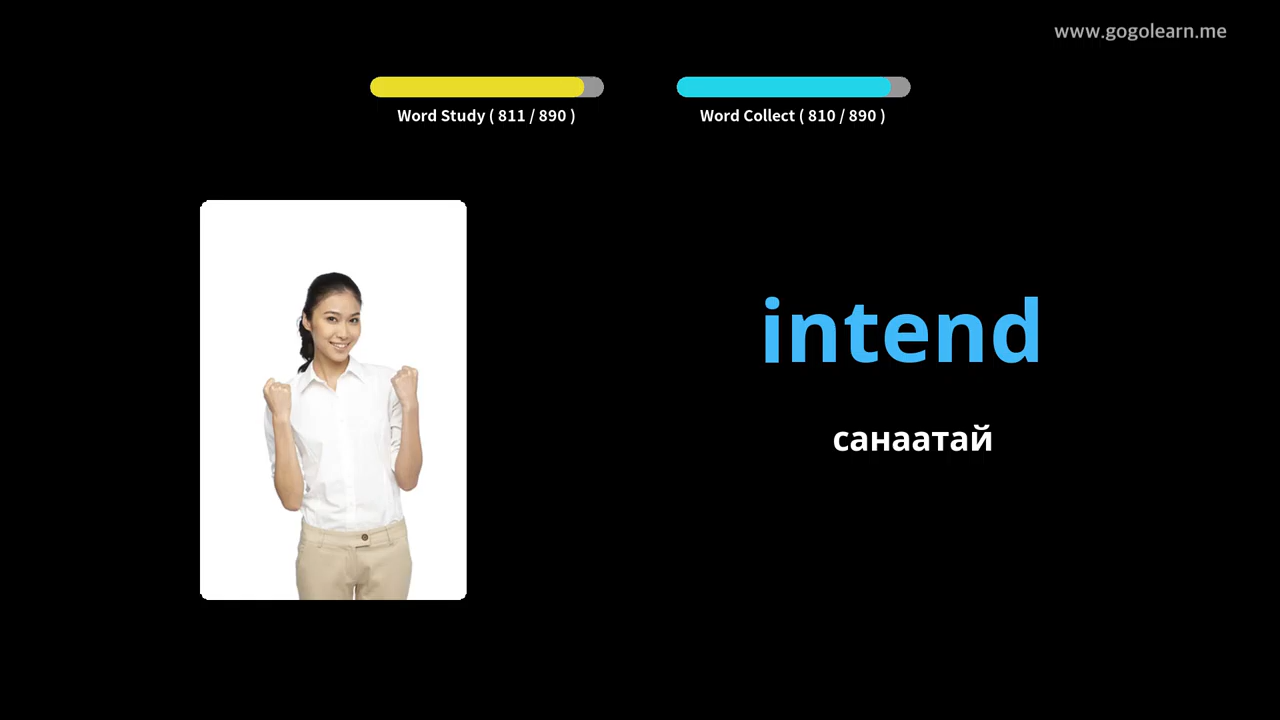 www.gogolearn.me
Word Study ( 811 / 890 )
Word Collect ( 810 / 890 )
intend
санаатай